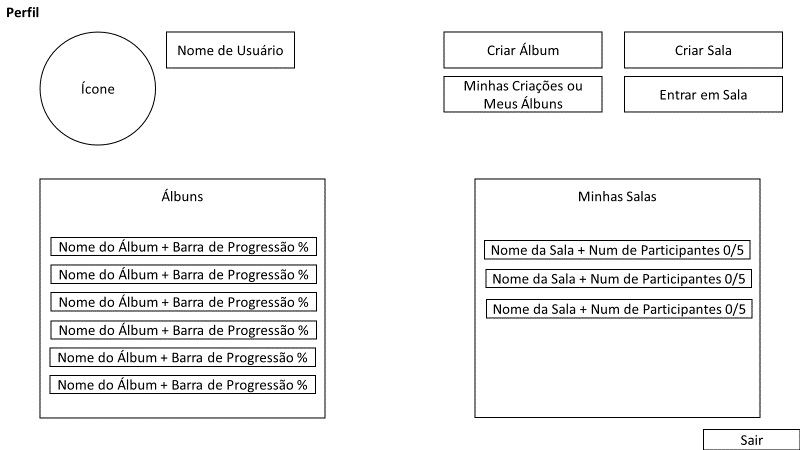 Perfil
Ícone
Nome de Usuário
Criar Álbum
Criar Sala
Minhas Criações ou
Meus Álbuns
Entrar em Sala
Álbuns
Nome do Álbum + Barra de Progressão %
Nome do Álbum + Barra de Progressão %
Nome do Álbum + Barra de Progressão %
Nome do Álbum + Barra de Progressão %
Nome do Álbum + Barra de Progressão %
Nome do Álbum + Barra de Progressão %
Minhas Salas
Nome da Sala + Num de Participantes 0/5
Nome da Sala + Num de Participantes 0/5
Nome da Sala + Num de Participantes 0/5
Sair